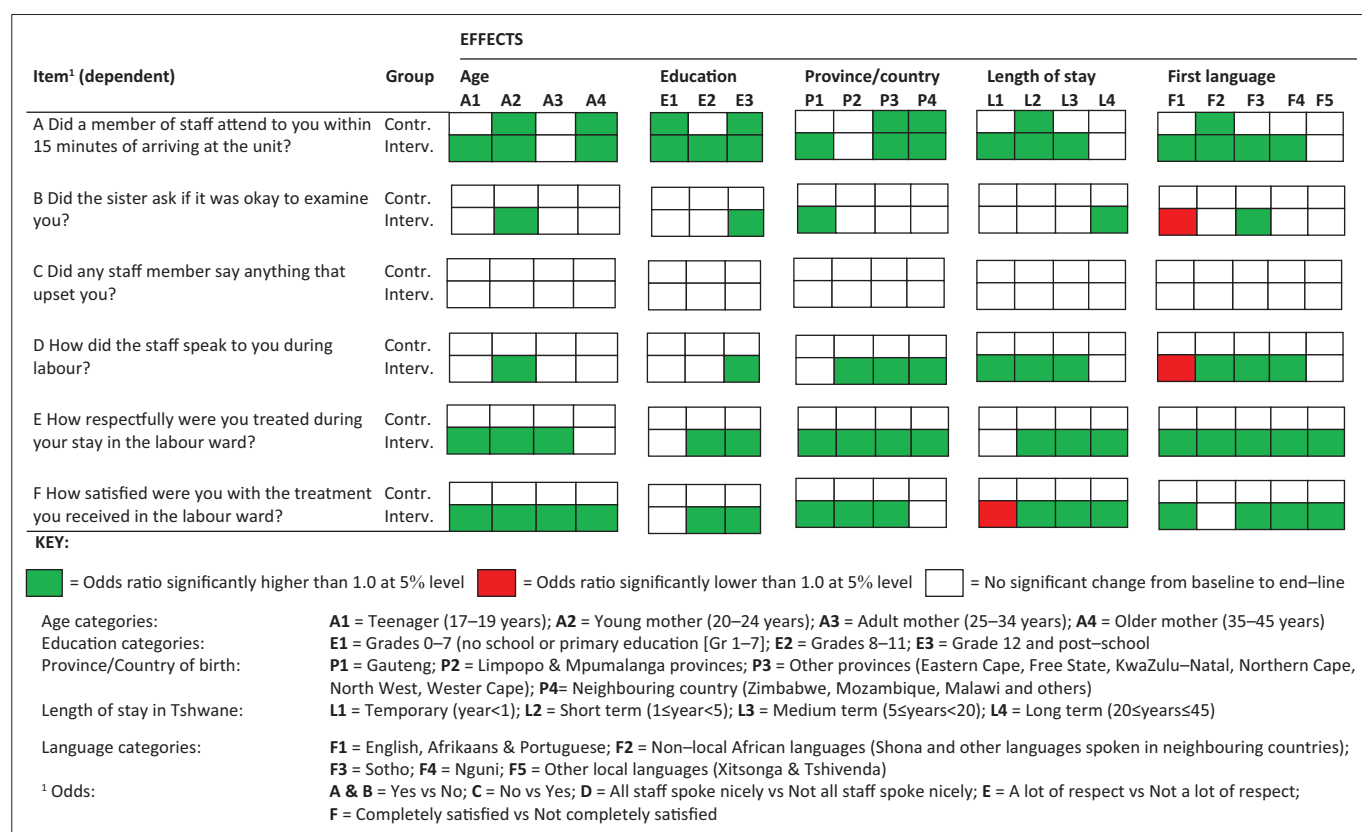 EFFECTS
Item¹ (dependent) Group Age Education Province/country Length of stay First language
A1 A2 A3 A4 E1 E2 E3 P1 P2 P3 P4 L1 L2 L3 L4 F1 F2 F3 F4 F5
A Did a member of staff attend to you within Contr.
15 minutes of arriving at the unit? Interv.
B Did the sister ask if it was okay to examine Contr.
you? Interv.
C Did any staff member say anything that Contr.
upset you? Interv.
D How did the staff speak to you during Contr.
labour? Interv.
E How respectfully were you treated during Contr.
your stay in the labour ward? Interv.
F How satisfied were you with the treatment Contr.
you received in the labour ward? Interv.
KEY:
= Odds ratio significantly higher than 1.0 at 5% level = Odds ratio significantly lower than 1.0 at 5% level = No significant change from baseline to end–line
Age categories: A1 = Teenager (17–19 years); A2 = Young mother (20–24 years); A3 = Adult mother (25–34 years); A4 = Older mother (35–45 years)
Education categories: E1 = Grades 0–7 (no school or primary education [Gr 1–7]; E2 = Grades 8–11; E3 = Grade 12 and post–school
Province/Country of birth: P1 = Gauteng; P2 = Limpopo & Mpumalanga provinces; P3 = Other provinces (Eastern Cape, Free State, KwaZulu–Natal, Northern Cape,
North West, Wester Cape); P4= Neighbouring country (Zimbabwe, Mozambique, Malawi and others)
Length of stay in Tshwane: L1 = Temporary (year<1); L2 = Short term (1≤year<5); L3 = Medium term (5≤years<20); L4 = Long term (20≤years≤45)
Language categories: F1 = English, Afrikaans & Portuguese; F2 = Non–local African languages (Shona and other languages spoken in neighbouring countries);
F3 = Sotho; F4 = Nguni; F5 = Other local languages (Xitsonga & Tshivenda)
¹ Odds: A & B = Yes vs No; C = No vs Yes; D = All staff spoke nicely vs Not all staff spoke nicely; E = A lot of respect vs Not a lot of respect;
F = Completely satisfied vs Not completely satisfied